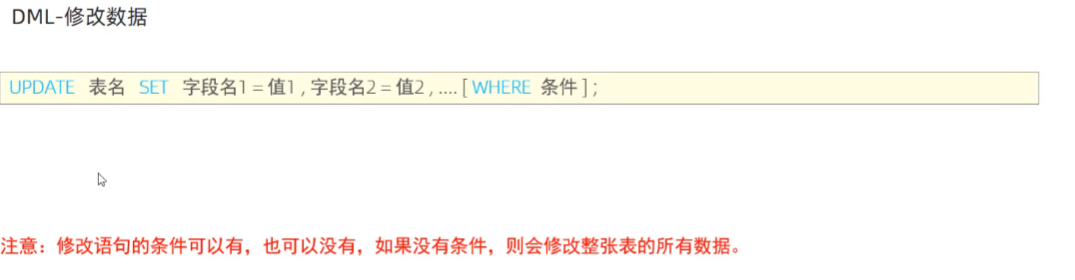 DML-修改数据
UPDATE 表名 SET 字段名1 = 值1 , 字段名2 = 值2 , .... [ WHERE 条件 ] ;
注意：修改语句的条件可以有，也可以没有，如果没有条件，则会修改整张表的所有数据。